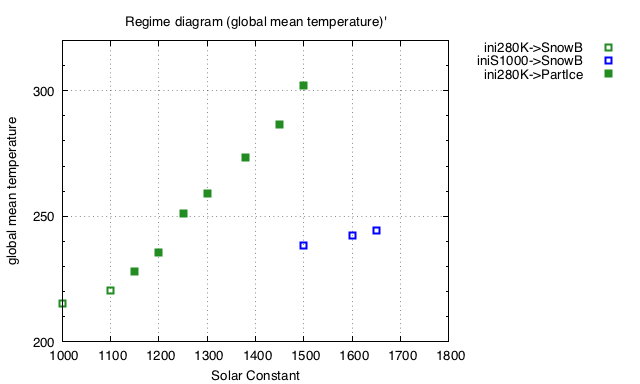 Regime diagram (global mean temperature)'
ini280K->SnowB
iniS1000->SnowB
ini280K->PartIce
global mean temperature
300
250
200
1000 1100 1200 1300 1400 1500 1600 1700 1800
Solar Constant